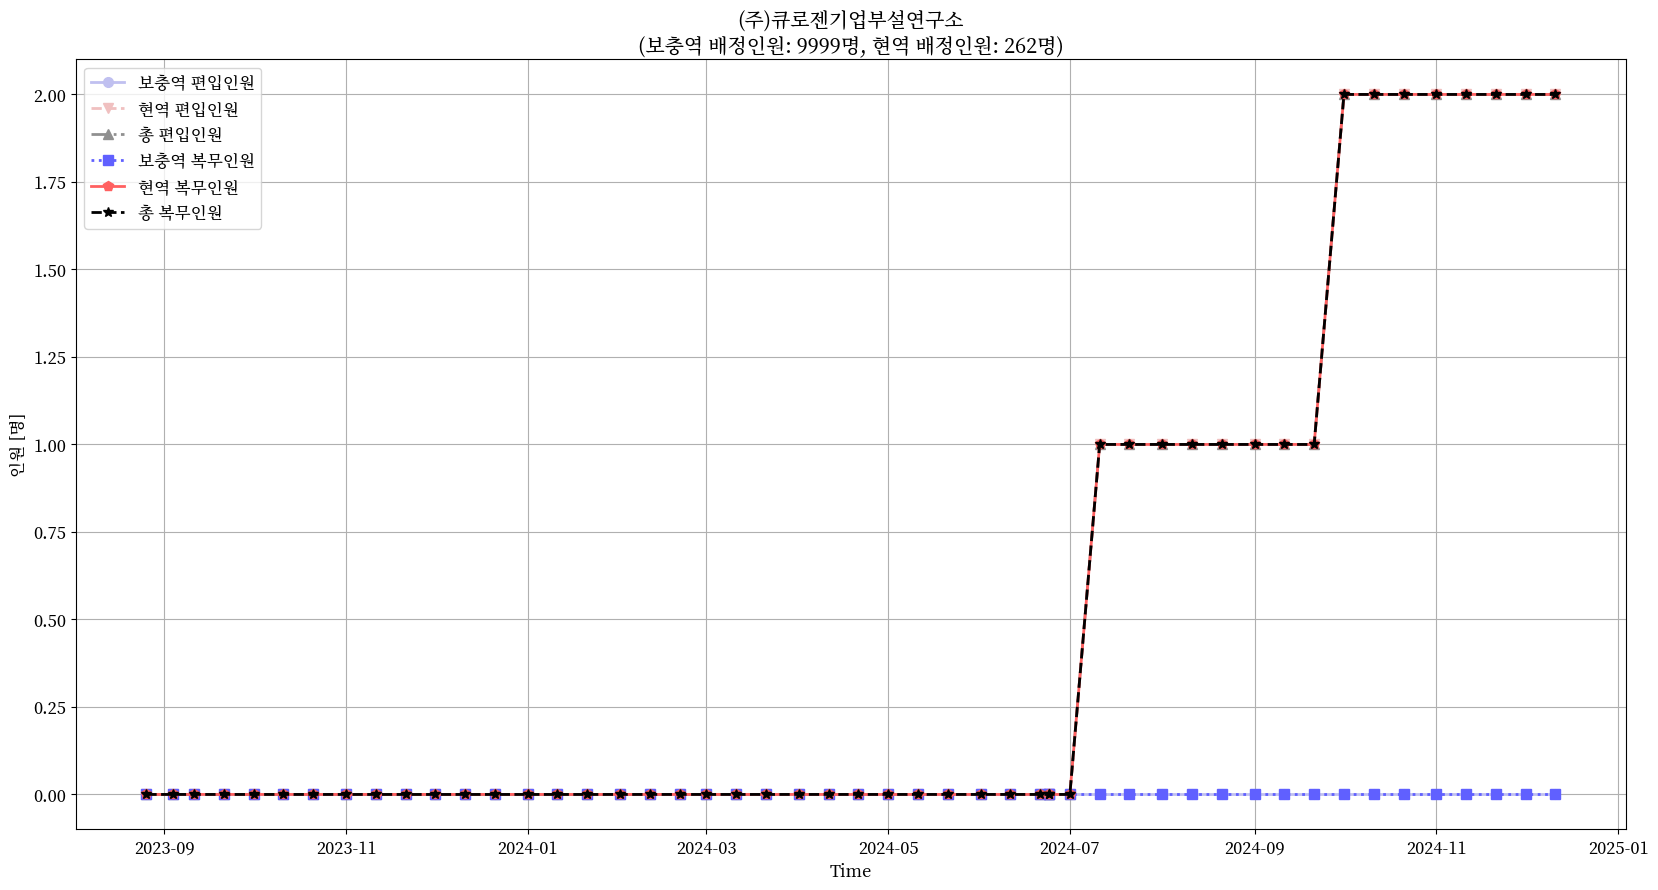 (주)큐로젠기업부설연구소
(보충역 배정인원: 9999명, 현역 배정인원: 262명)
보충역 편입인원
현역 편입인원
총 편입인원
보충역 복무인원
현역 복무인원
총 복무인원
2.00
1.75
1.50
1.25
1.00
0.75
0.50
0.25
0.00
인원 [명]
2023-09 2023-11 2024-01 2024-03 2024-05 2024-07 2024-09 2024-11 2025-01
Time